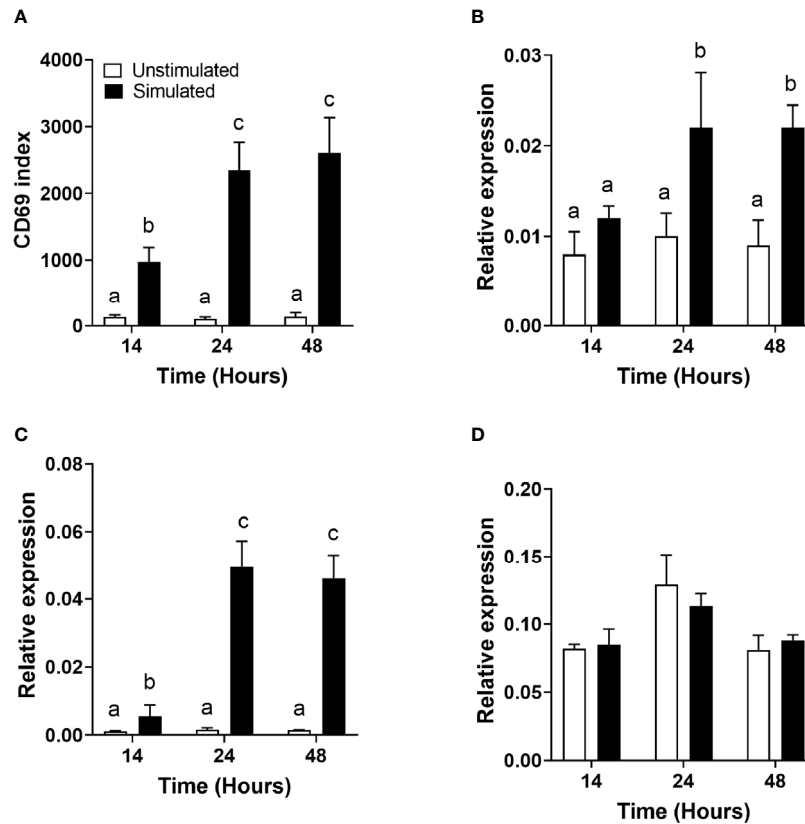 A
CD69 index
4000
3000
2000
1000
0
Unstimulated
Simulated
a
b
a
c
a
c
14
24
48
Time (Hours)
B
Relative expression
0.03
0.02
0.01
0.00
a
a
a
b
a
b
14
24
48
Time (Hours)
C
Relative expression
0.08
0.06
0.04
0.02
0.00
a
b
a
c
a
c
14
24
48
Time (Hours)
D
Relative expression
0.20
0.15
0.10
0.05
0.00
14
24
48
Time (Hours)